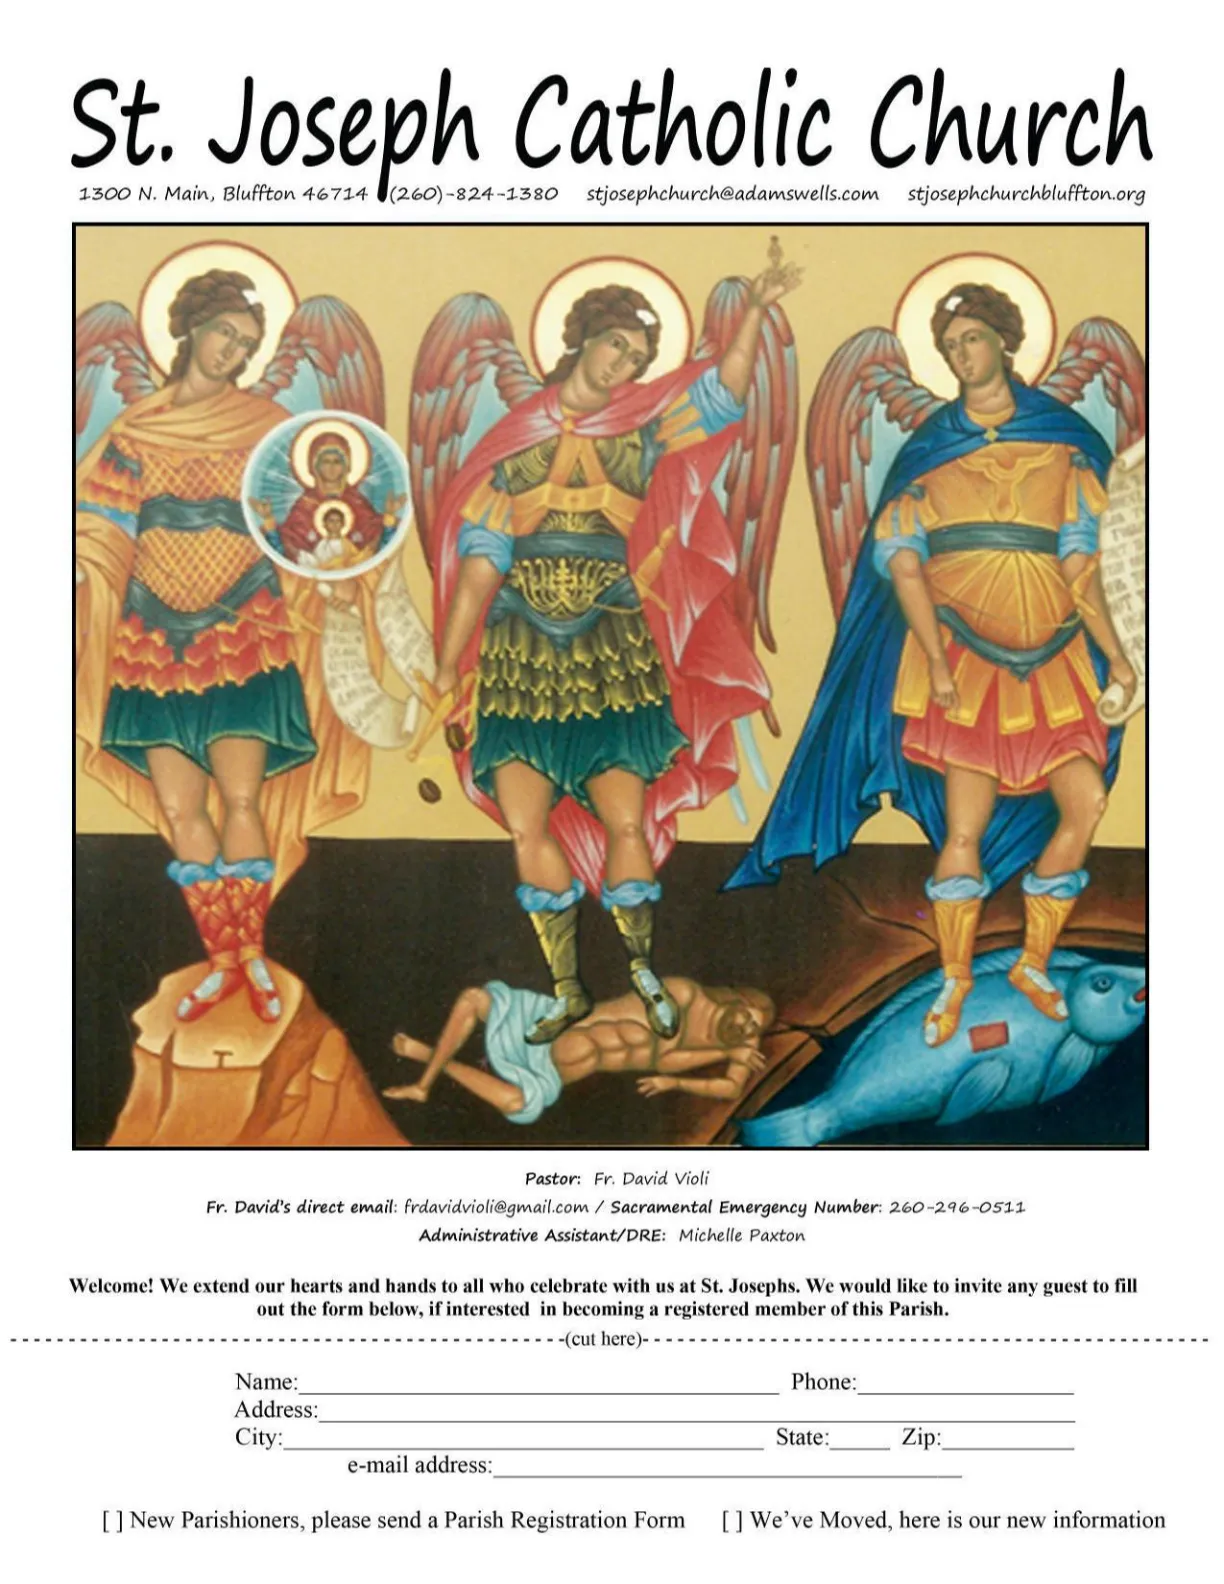 St. Joseph Catholic Church
1300 N. Main, Bluffton 46714 (260)-824-1380 stjosephchurch@adamswells.com stjosephchurchbluffton.org
Pastor: Fr. David Violi
Fr. David's direct email: frdavidvioli@gmail.com / Sacramental Emergency Number: 260-296-0511
Administrative Assistant/DRE: Michelle Paxton
Welcome! We extend our hearts and hands to all who celebrate with us at St. Josephs. We would like to invite any guest to fill
out the form below, if interested in becoming a registered member of this Parish.
(cut here)
Name: Phone:
Address:
City: State: Zip:
e-mail address:
[ ] New Parishioners, please send a Parish Registration Form [ ] We've Moved, here is our new information